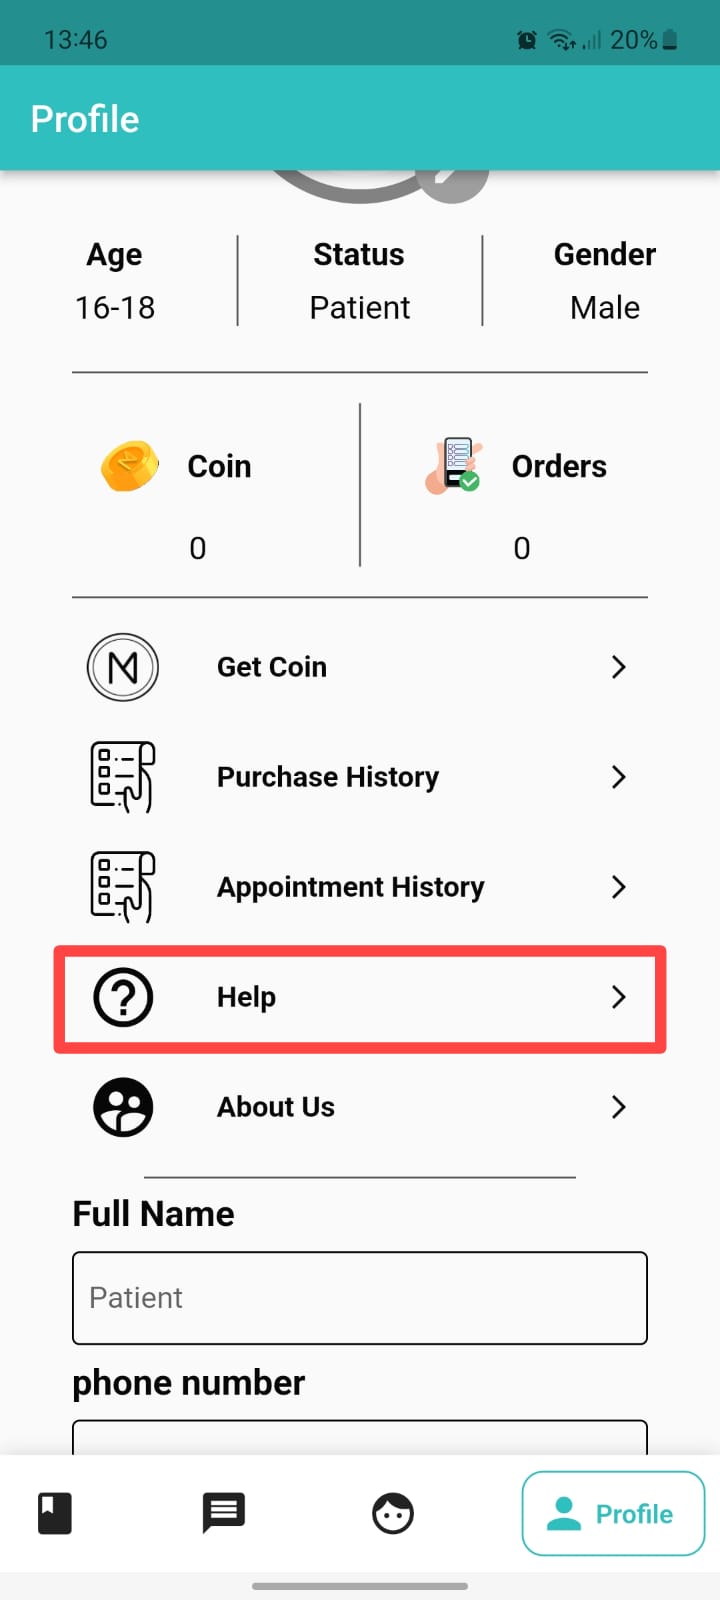 13:46
20%
Profile
Age Status Gender
16-18 Patient Male
Coin Orders
0 0
Get Coin
Purchase History
Appointment History
Help
About Us
Full Name
Patient
phone number
Profile